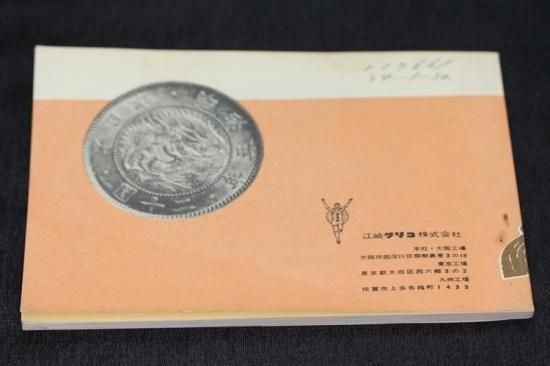 34-1-30
江崎グリコ株式会社
本社・大阪工場
大阪市西淀川区御幣島東3の18
東京工場
東京都大田区西六郷3の2
九州工場
佐賀市上多布施町1433